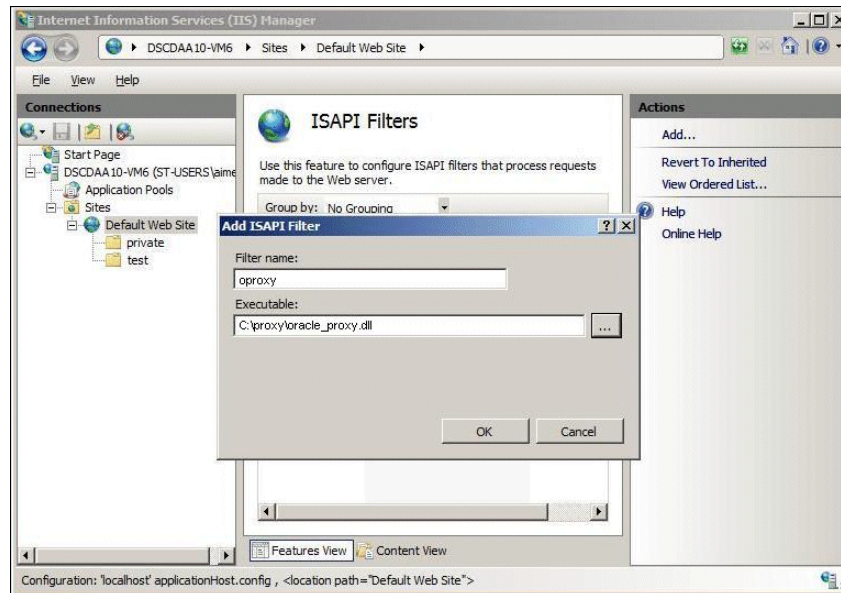 Internet Information Services (IIS) Manager
DSCDAA10-VM6 Sites Default Web Site
File View Help
Connections
Start Page
DSCDAA10-VM6 (ST-USERS\aime
Application Pools
Sites
Default Web Site
private
test
ISAPI Filters
Use this feature to configure ISAPI filters that process requests
made to the Web server.
Group by: No Grouping
Add ISAPI Filter
Filter name:
oproxy
Executable:
C:\proxy\oracle_proxy.dll
...
OK Cancel
Features View Content View
Actions
Add...
Revert To Inherited
View Ordered List...
Help
Online Help
Configuration: 'localhost' applicationHost.config , <location path="Default Web Site">